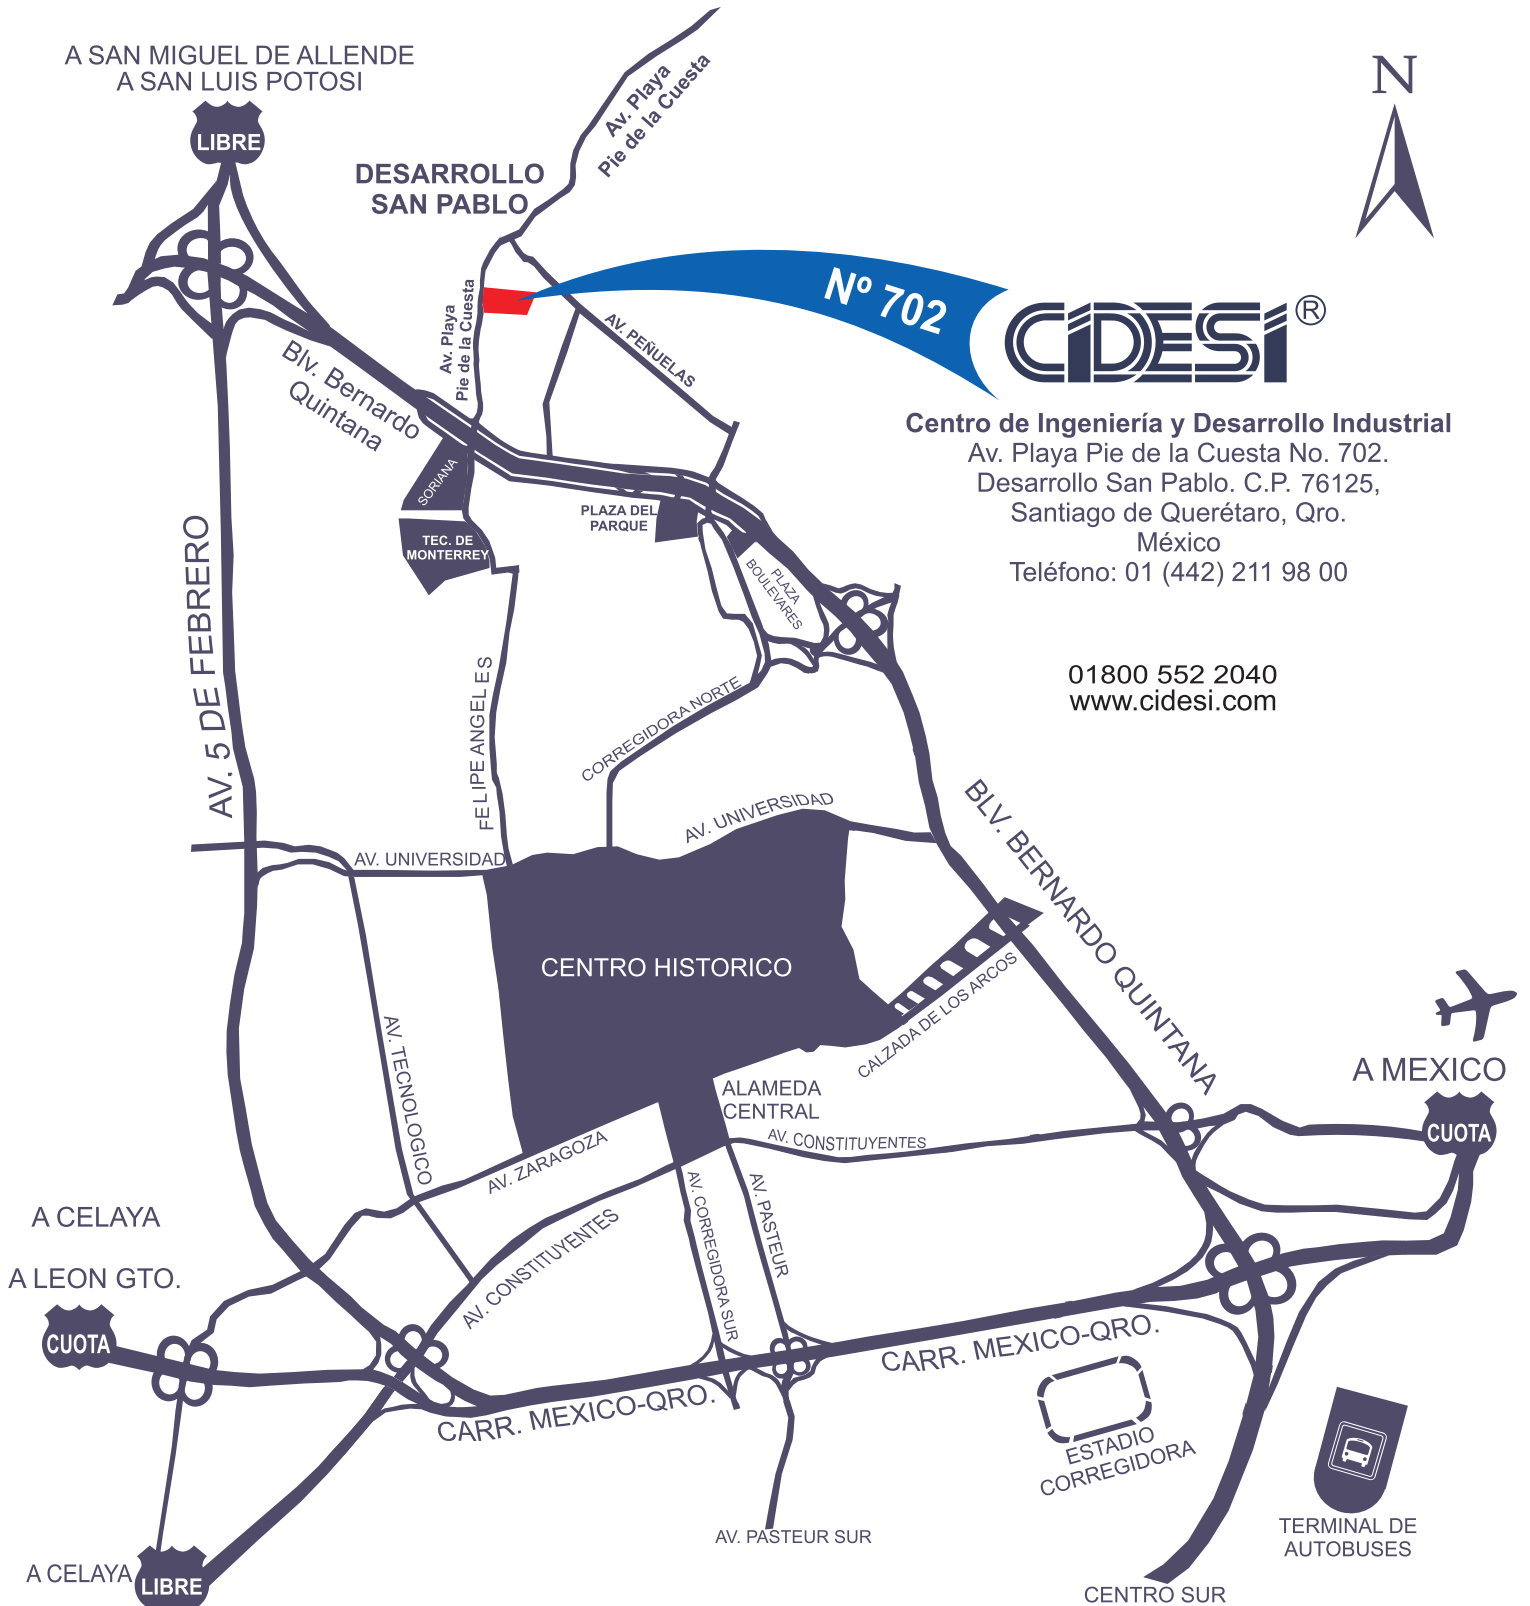 A SAN MIGUEL DE ALLENDE
A SAN LUIS POTOSI
LIBRE
Av. Playa
Pie de la Cuesta
N
DESARROLLO
SAN PABLO
Nº 702
CIDESI®
Av. Playa
Pie de la Cuesta
AV. PEÑUELAS
Blv. Bernardo
Quintana
Centro de Ingeniería y Desarrollo Industrial
Av. Playa Pie de la Cuesta No. 702.
Desarrollo San Pablo. C.P. 76125,
Santiago de Querétaro, Qro.
México
Teléfono: 01 (442) 211 98 00
01800 552 2040
www.cidesi.com
SORIANA
TEC. DE
MONTERREY
PLAZA DEL
PARQUE
PLAZA
BOULEVARES
AV. 5 DE FEBRERO
FELIPE ANGELES
CORREGIDORA NORTE
AV. UNIVERSIDAD
AV. UNIVERSIDAD
BLV. BERNARDO QUINTANA
CENTRO HISTORICO
CALZADA DE LOS ARCOS
AV. TECNOLOGICO
A MEXICO
CUOTA
ALAMEDA
CENTRAL
AV. CONSTITUYENTES
AV. ZARAGOZA
AV. CORREGIDORA SUR
AV. PASTEUR
AV. CONSTITUYENTES
A CELAYA
A LEON GTO.
CUOTA
CARR. MEXICO-QRO.
CARR. MEXICO-QRO.
ESTADIO
CORREGIDORA
TERMINAL DE
AUTOBUSES
AV. PASTEUR SUR
A CELAYA
LIBRE
CENTRO SUR